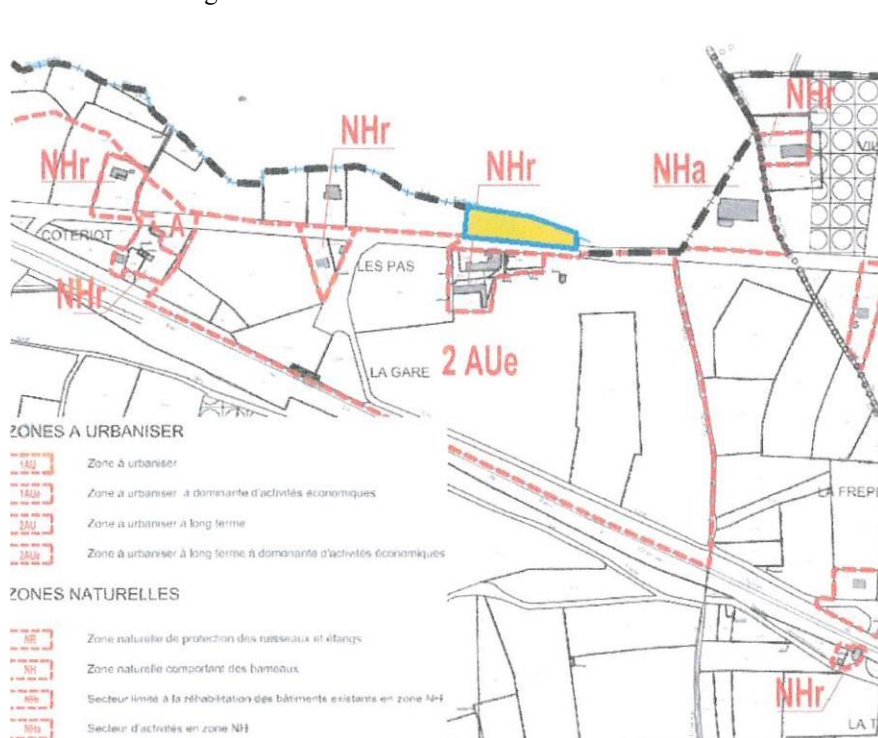 NHr
NHr
NHr
NHa
NHr
COTERIOT
A
LES PAS
NHr
LA GARE
2 AUe
ZONES A URBANISER
1AU Zone à urbaniser
1AUe Zone à urbaniser à dominante d'activités économiques
2AU Zone à urbaniser à long terme
2AUe Zone à urbaniser à long terme à dominante d'activités économiques
LA FREPI
ZONES NATURELLES
NR Zone naturelle de protection des ruisseaux et étangs
NH Zone naturelle comportant des hameaux
NHr Secteur limité à la réhabilitation des bâtiments existants en zone NH
NHa Secteur d'activités en zone NH
NHr
LA T